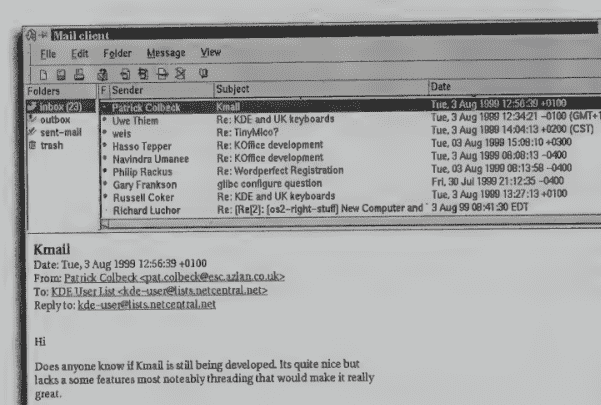 Mail client
File Edit Folder Message View
Folders F Sender Subject Date
inbox (23) Patrick Colbeck Kmail Tue, 3 Aug 1999 12:56:39 +0100
outbox Uwe Thiem Re: KDE and UK keyboards Tue, 3 Aug 1999 12:34:21 -0100 (GMT+1
sent-mail weis Re: TinyMico? Tue, 3 Aug 1999 14:04:13 +0200 (CST)
trash Hasso Tepper Re: KOffice development Tue, 03 Aug 1999 15:08:10 +0300
Navindra Umanee Re: KOffice development Tue, 3 Aug 1999 08:08:13 -0400
Philip Rackus Re: Wordperfect Registration Tue, 03 Aug 1999 08:13:58 -0400
Gary Frankson glibc configure question Fri, 30 Jul 1999 21:12:35 -0400
Russell Coker Re: KDE and UK keyboards Tue, 3 Aug 1999 13:27:13 +0100
Richard Luchor Re: [Re[2]: [os2-right-stuff] New Computer and 3 Aug 99 08:41:30 EDT
Kmail
Date: Tue, 3 Aug 1999 12:56:39 +0100
From: Patrick Colbeck <pat.colbeck@esc.azlan.co.uk>
To: KDE User List <kde-user@lists.netcentral.net>
Reply to: kde-user@lists.netcentral.net
Hi
Does anyone know if Kmail is still being developed. Its quite nice but
lacks a some features most noteably threading that would make it really
great.